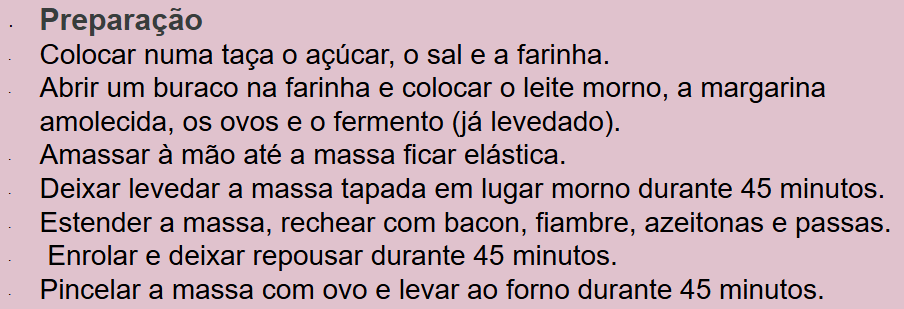 Preparação
Colocar numa taça o açúcar, o sal e a farinha.
Abrir um buraco na farinha e colocar o leite morno, a margarina
amolecida, os ovos e o fermento (já levedado).
Amassar à mão até a massa ficar elástica.
Deixar levedar a massa tapada em lugar morno durante 45 minutos.
Estender a massa, rechear com bacon, fiambre, azeitonas e passas.
Enrolar e deixar repousar durante 45 minutos.
Pincelar a massa com ovo e levar ao forno durante 45 minutos.